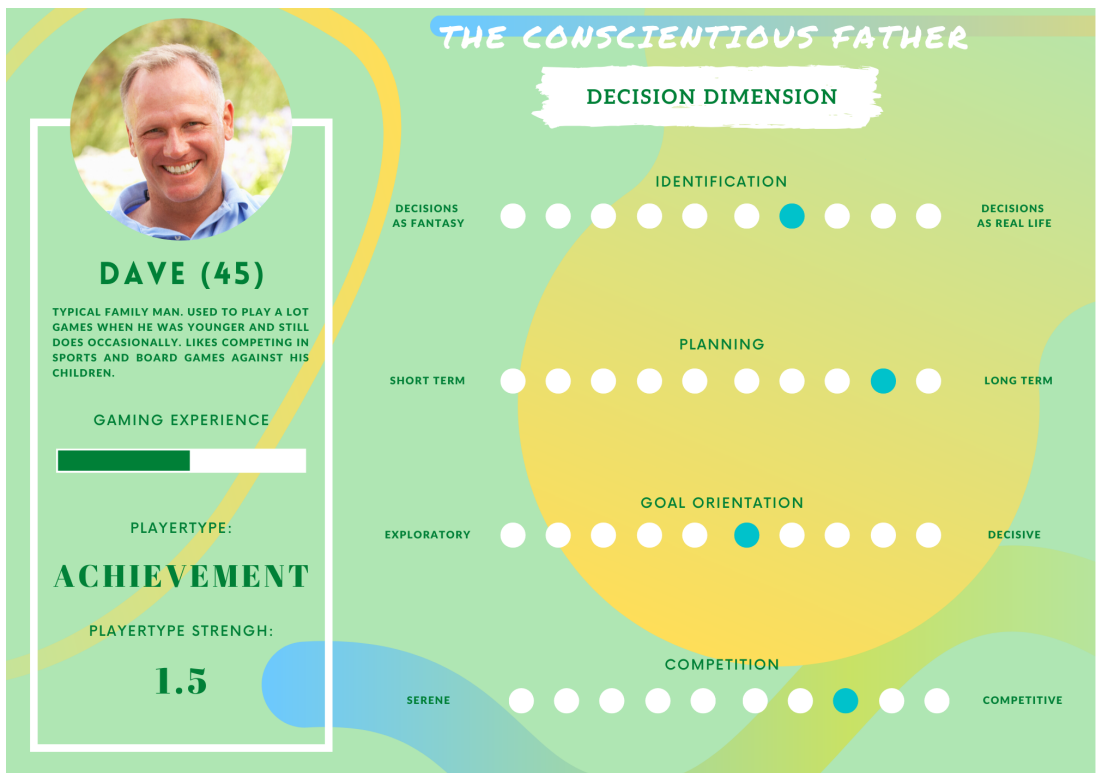 THE CONSCIENTIOUS FATHER
DECISION DIMENSION
DAVE (45)
TYPICAL FAMILY MAN. USED TO PLAY A LOT
GAMES WHEN HE WAS YOUNGER AND STILL
DOES OCCASIONALLY. LIKES COMPETING IN
SPORTS AND BOARD GAMES AGAINST HIS
CHILDREN.
GAMING EXPERIENCE
PLAYERTYPE:
ACHIEVEMENT
PLAYERTYPE STRENGH:
1.5
IDENTIFICATION
DECISIONS
AS FANTASY
DECISIONS
AS REAL LIFE
PLANNING
SHORT TERM
LONG TERM
GOAL ORIENTATION
EXPLORATORY
DECISIVE
COMPETITION
SERENE
COMPETITIVE